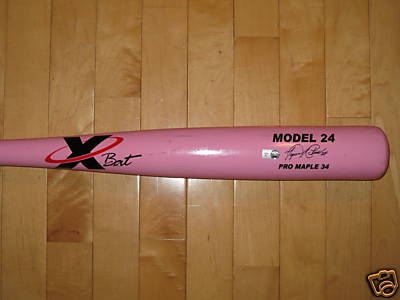 X Bat
MODEL 24
PRO MAPLE 34